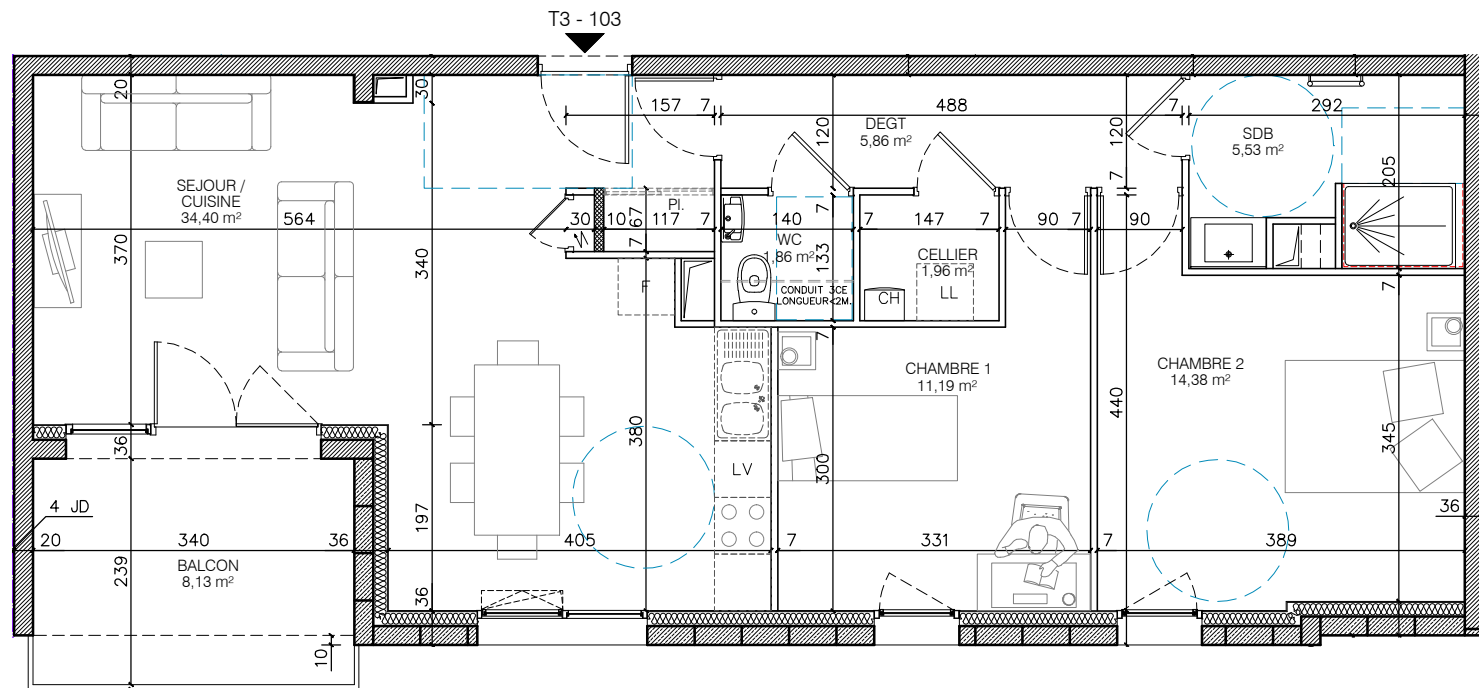 T3 - 103
20
30
157
7
488
7
292
120
DEGT
5,86 m²
120
SDB
5,53 m²
205
7
SEJOUR /
CUISINE
34,40 m²
564
370
340
Pl.
67
30
10
117
7
7
140
7
WC
1,86 m²
133
CONDUIT 3CE
LONGUEUR<2M.
7
147
7
CELLIER
1,96 m²
CH
LL
90
7
90
F
7
7
CHAMBRE 1
11,19 m²
CHAMBRE 2
14,38 m²
380
440
345
36
LV
300
4 JD
197
36
20
340
36
405
7
331
7
389
BALCON
8,13 m²
239
36
10